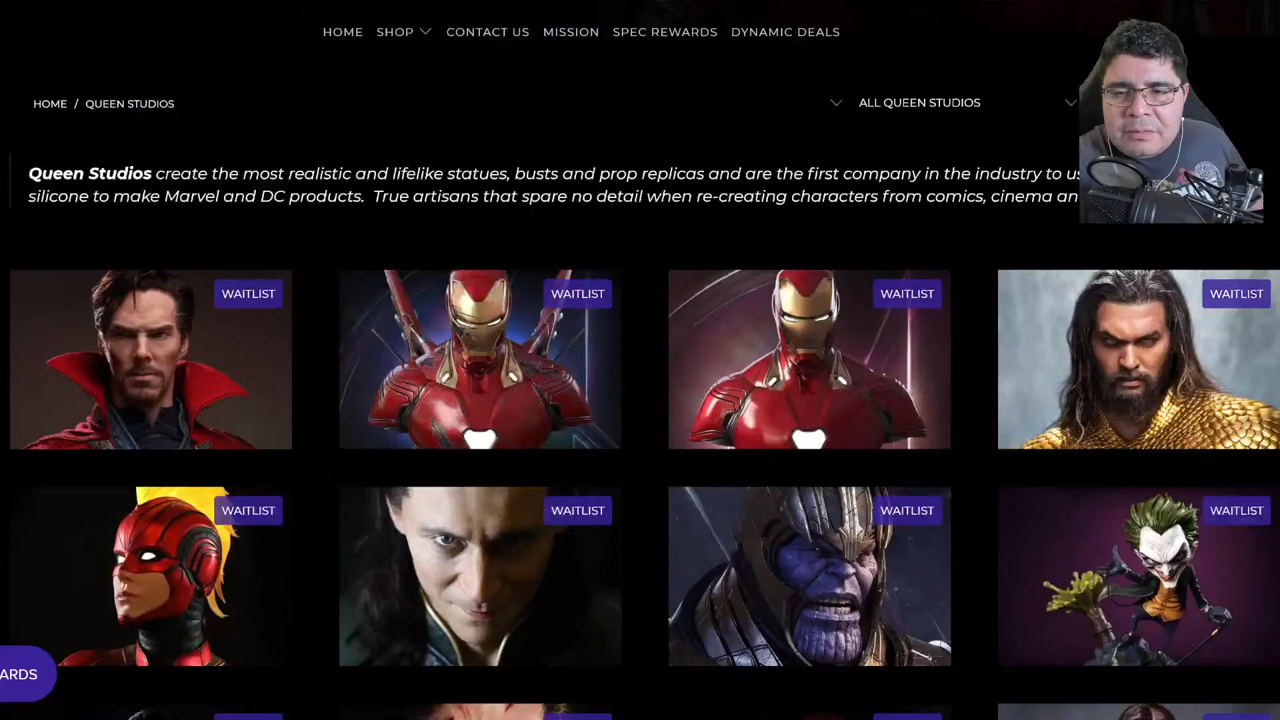 HOME SHOP CONTACT US MISSION SPEC REWARDS DYNAMIC DEALS
HOME / QUEEN STUDIOS
ALL QUEEN STUDIOS
Queen Studios create the most realistic and lifelike statues, busts and prop replicas and are the first company in the industry to
silicone to make Marvel and DC products. True artisans that spare no detail when re-creating characters from comics, cinema
WAITLIST WAITLIST WAITLIST WAITLIST
WAITLIST WAITLIST WAITLIST WAITLIST
ARDS